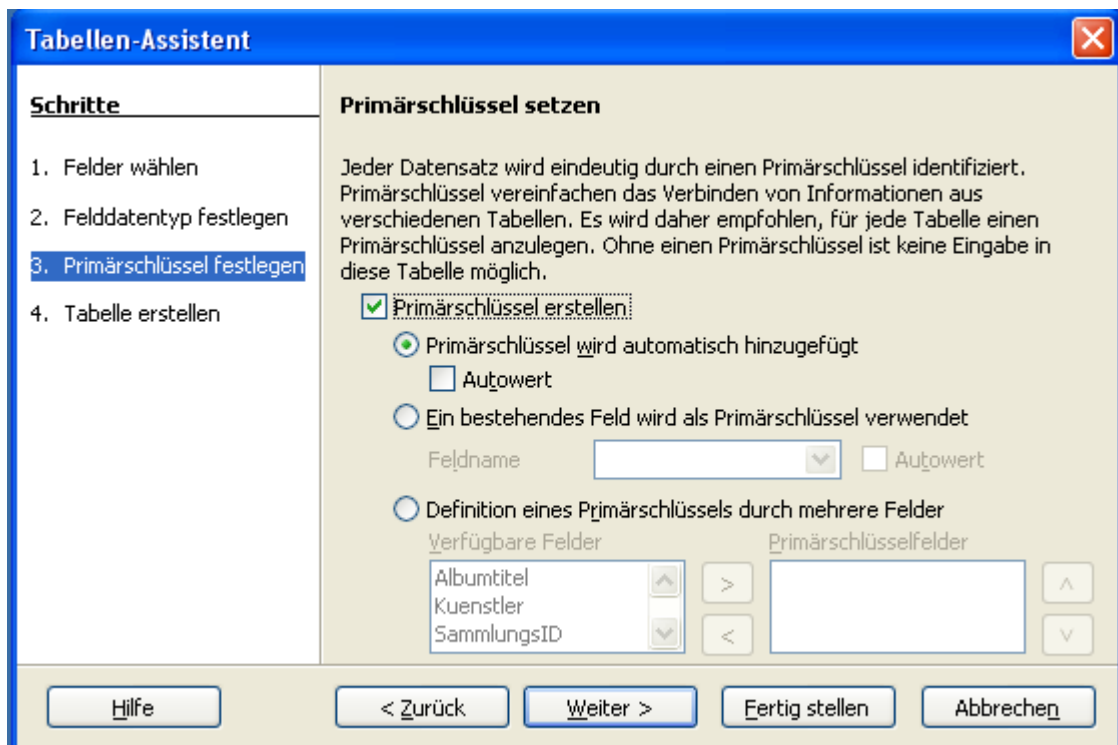 Tabellen-Assistent
Schritte
1. Felder wählen
2. Felddatentyp festlegen
3. Primärschlüssel festlegen
4. Tabelle erstellen
Primärschlüssel setzen
Jeder Datensatz wird eindeutig durch einen Primärschlüssel identifiziert.
Primärschlüssel vereinfachen das Verbinden von Informationen aus
verschiedenen Tabellen. Es wird daher empfohlen, für jede Tabelle einen
Primärschlüssel anzulegen. Ohne einen Primärschlüssel ist keine Eingabe in
diese Tabelle möglich.
Primärschlüssel erstellen
Primärschlüssel wird automatisch hinzugefügt
Autowert
Ein bestehendes Feld wird als Primärschlüssel verwendet
Feldname Autowert
Definition eines Primärschlüssels durch mehrere Felder
Verfügbare Felder Primärschlüsselfelder
Albumtitel
Kuenstler
SammlungsID
>
<
Hilfe < Zurück Weiter > Fertig stellen Abbrechen